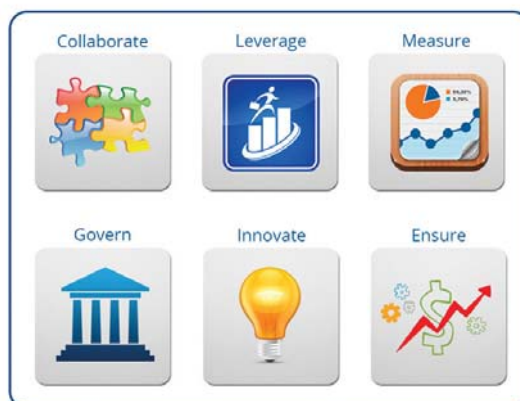 Collaborate
Leverage
Measure
Govern
Innovate
Ensure